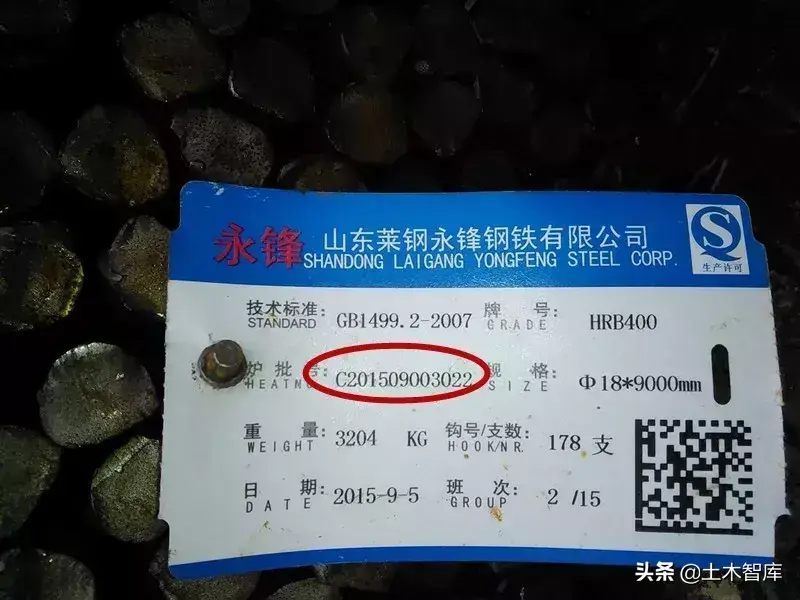 永锋 山东莱钢永锋钢铁有限公司
SHANDONG LAIGANG YONGFENG STEEL CORP.
生产许可
技术标准: GB1499.2-2007 牌 号: HRB400
STANDARD GRADE
炉批号: C201509003022 规 格: Φ18*9000mm
HEATNR SIZE
重 量: 3204 KG 钩号/支数: 178 支
WEIGHT HOOK/NR.
日 期: 2015-9-5 班 次: 2 /15
DATE GROUP
头条 @土木智库